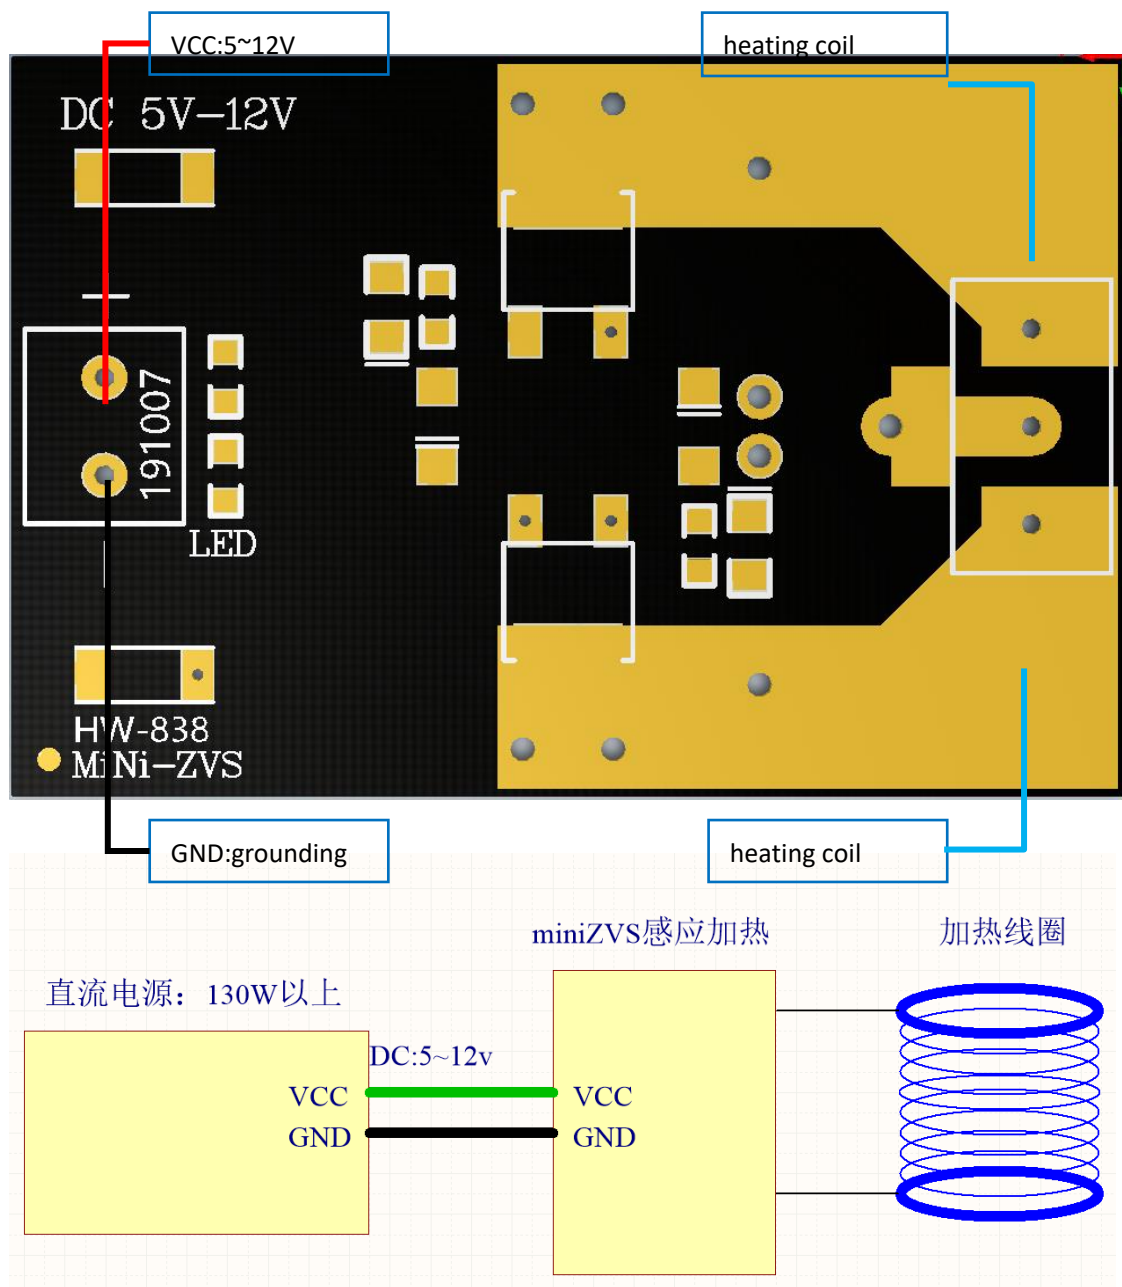 VCC:5~12V
heating coil
DC 5V-12V
191007
LED
HW-838
MiNi-ZVS
GND:grounding
heating coil
miniZVS感应加热
加热线圈
直流电源：130W以上
DC:5~12v
VCC
VCC
GND
GND